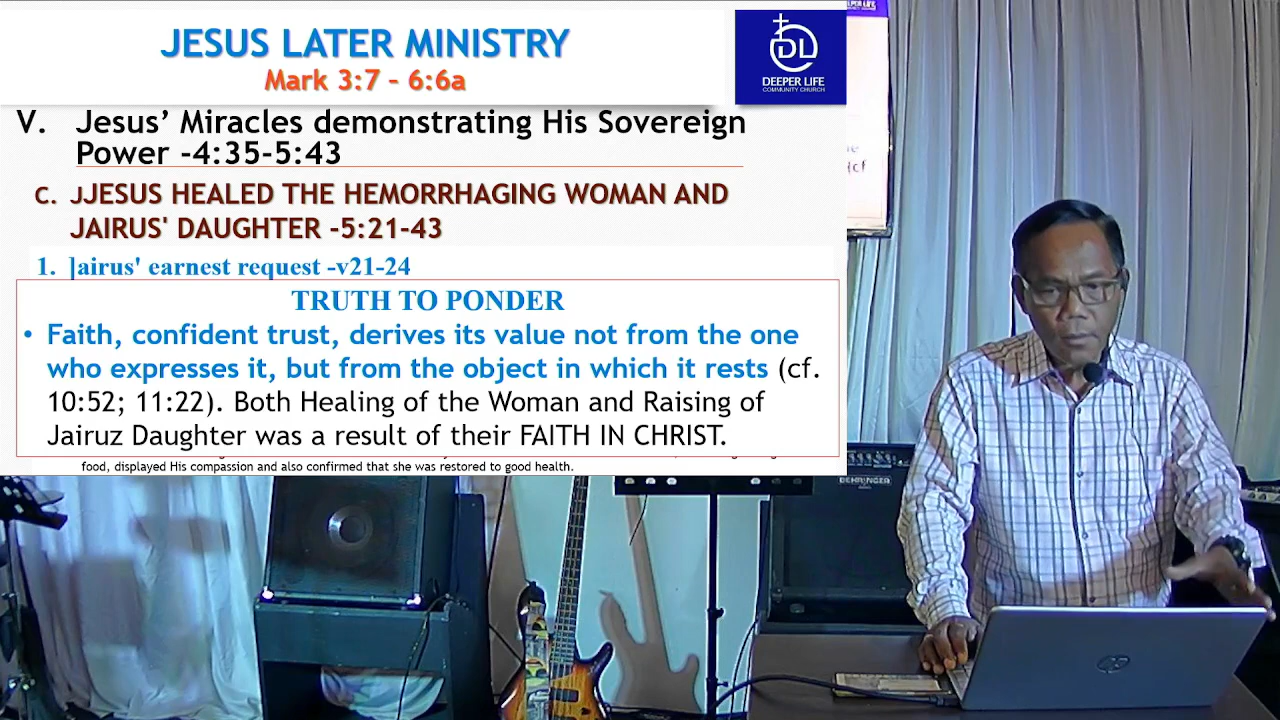 JESUS LATER MINISTRY
Mark 3:7 – 6:6a
DL
DEEPER LIFE
COMMUNITY CHURCH
V. Jesus’ Miracles demonstrating His Sovereign
Power -4:35-5:43
C. JJESUS HEALED THE HEMORRHAGING WOMAN AND
JAIRUS' DAUGHTER -5:21-43
1. Jairus' earnest request -v21-24
TRUTH TO PONDER
• Faith, confident trust, derives its value not from the one
who expresses it, but from the object in which it rests (cf.
10:52; 11:22). Both Healing of the Woman and Raising of
Jairuz Daughter was a result of their FAITH IN CHRIST.
food, displayed His compassion and also confirmed that she was restored to good health.
BEHRINGER
hp